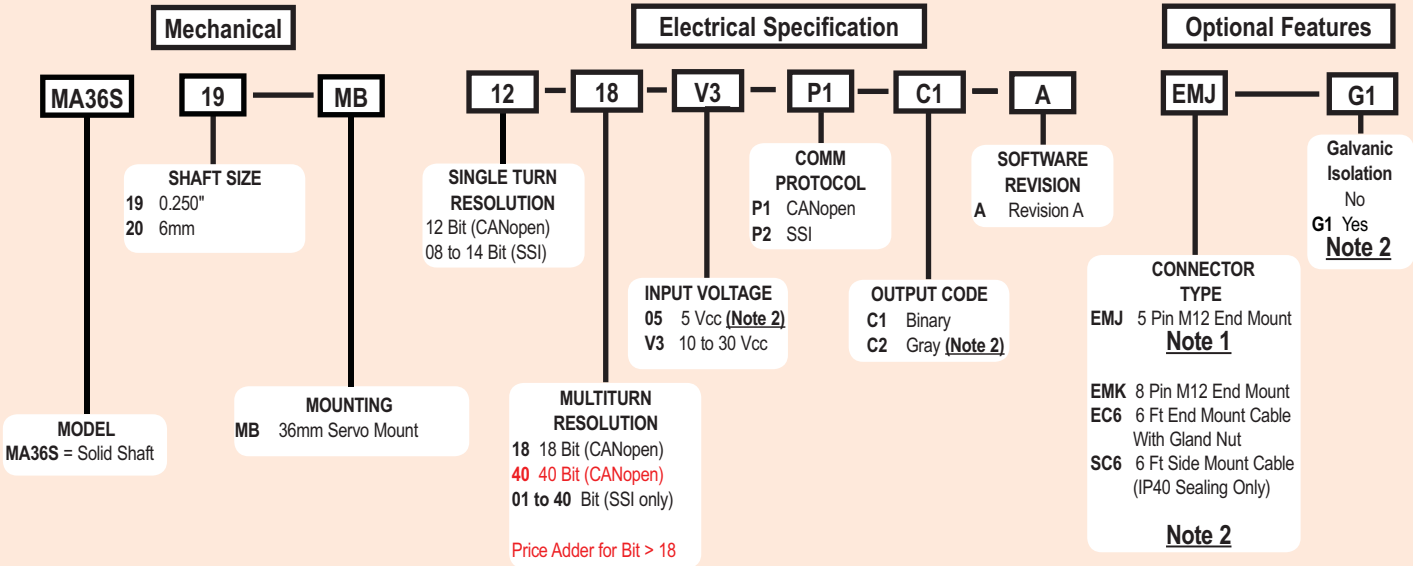 Mechanical
Electrical Specification
Optional Features
MA36S
19
MB
12
18
V3
P1
C1
A
EMJ
G1
MODEL
MA36S = Solid Shaft
SHAFT SIZE
19 0.250"
20 6mm
MOUNTING
MB 36mm Servo Mount
SINGLE TURN
RESOLUTION
12 Bit (CANopen)
08 to 14 Bit (SSI)
MULTITURN
RESOLUTION
18 18 Bit (CANopen)
40 40 Bit (CANopen)
01 to 40 Bit (SSI only)
Price Adder for Bit > 18
INPUT VOLTAGE
05 5 Vcc (Note 2)
V3 10 to 30 Vcc
COMM
PROTOCOL
P1 CANopen
P2 SSI
OUTPUT CODE
C1 Binary
C2 Gray (Note 2)
SOFTWARE
REVISION
A Revision A
CONNECTOR
TYPE
EMJ 5 Pin M12 End Mount
Note 1
EMK 8 Pin M12 End Mount
EC6 6 Ft End Mount Cable
With Gland Nut
SC6 6 Ft Side Mount Cable
(IP40 Sealing Only)
Note 2
Galvanic
Isolation
No
G1 Yes
Note 2